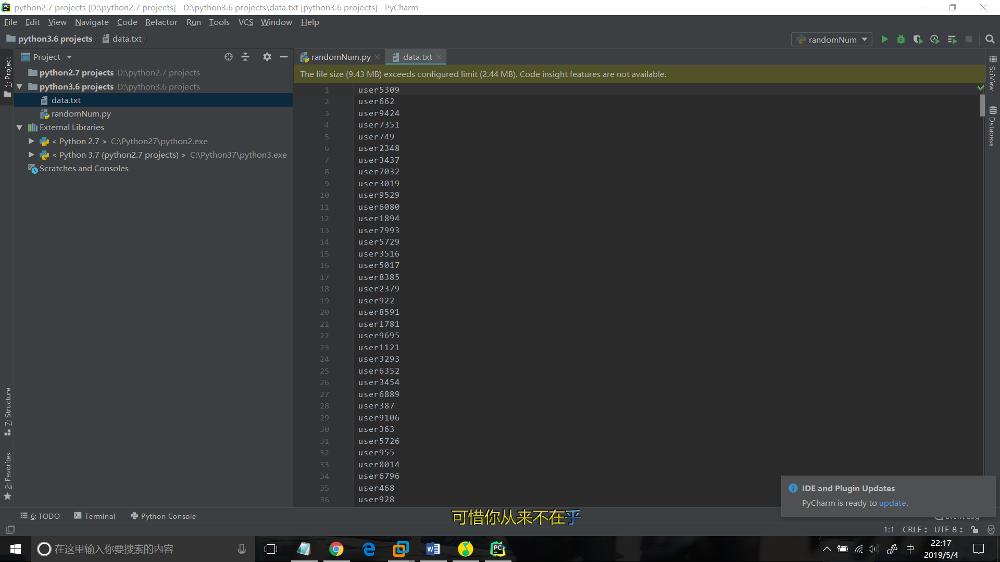 python2.7 projects [D:\python2.7 projects] - D:\python3.6 projects\data.txt [python3.6 projects] - PyCharm
File Edit View Navigate Code Refactor Run Tools VCS Window Help
python3.6 projects data.txt
randomNum
Project
randomNum.py
data.txt
The file size (9.43 MB) exceeds configured limit (2.44 MB). Code insight features are not available.
1: Project
python2.7 projects D:\python2.7 projects
python3.6 projects D:\python3.6 projects
data.txt
randomNum.py
External Libraries
< Python 2.7 > C:\Python27\python2.exe
< Python 3.7 (python2.7 projects) > C:\Python37\python3.exe
Scratches and Consoles
7: Structure
2: Favorites
1 user5309
2 user662
3 user9424
4 user7351
5 user749
6 user2348
7 user3437
8 user7032
9 user3019
10 user9529
11 user6080
12 user1894
13 user7993
14 user5729
15 user3516
16 user5017
17 user8385
18 user2379
19 user922
20 user8591
21 user1781
22 user9695
23 user1121
24 user3293
25 user6352
26 user3454
27 user6889
28 user387
29 user9106
30 user363
31 user5726
32 user955
33 user8014
34 user6796
35 user468
36 user928
SciView
Database
IDE and Plugin Updates
PyCharm is ready to update.
6: TODO Terminal Python Console
Event Log
可惜你从来不在乎
1:1 CRLF UTF-8
在这里输入你要搜索的内容
中
22:17
2019/5/4